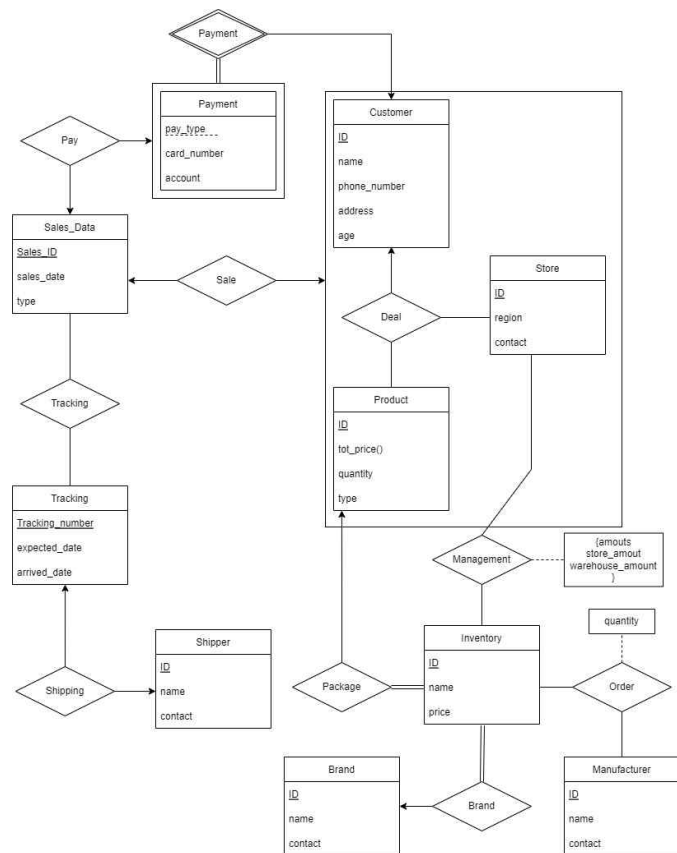 Payment
Payment
pay_type
card_number
account
Pay
Customer
ID
name
phone_number
address
age
Sales_Data
Sales_ID
sales_date
type
Sale
Store
ID
region
contact
Deal
Product
ID
tot_price()
quantity
type
Tracking
Tracking
Tracking_number
expected_date
arrived_date
Management
{amouts
store_amout
warehouse_amount
}
Shipper
ID
name
contact
Shipping
Package
Inventory
ID
name
price
quantity
Order
Brand
ID
name
contact
Brand
Manufacturer
ID
name
contact